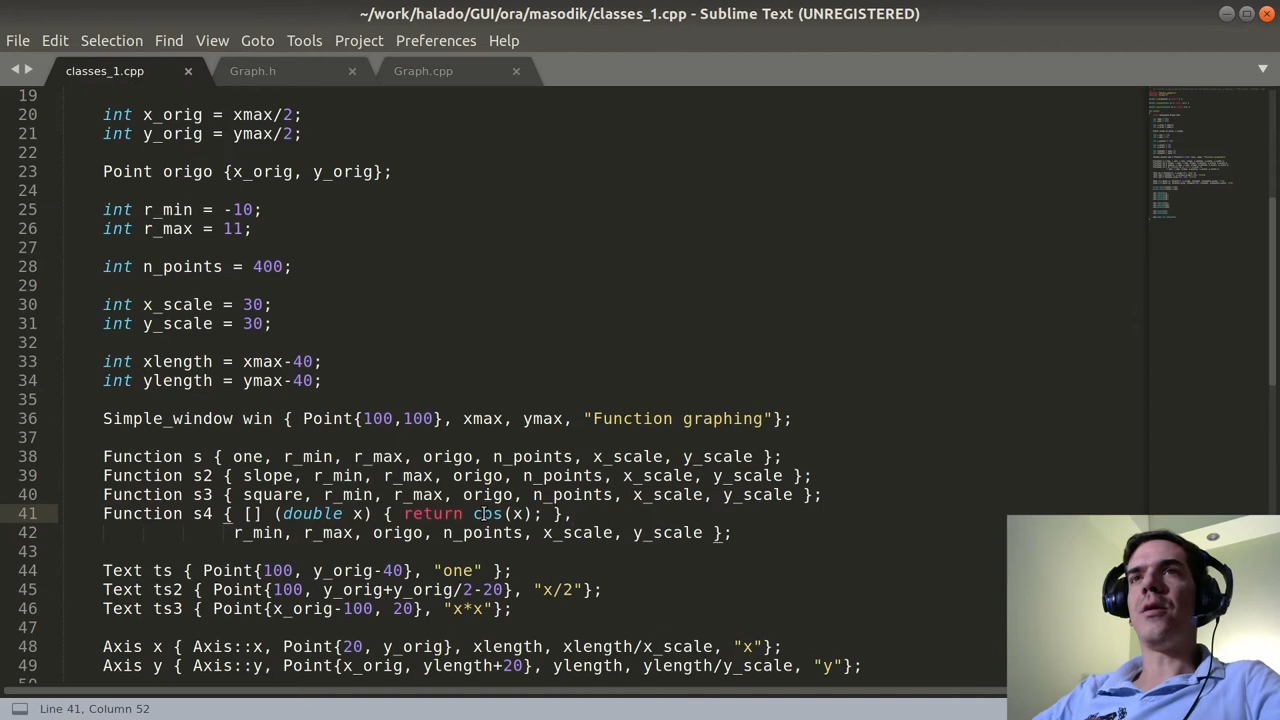 ~/work/halado/GUI/ora/masodik/classes_1.cpp - Sublime Text (UNREGISTERED)
File Edit Selection Find View Goto Tools Project Preferences Help
classes_1.cpp × Graph.h × Graph.cpp ×
19
20 int x_orig = xmax/2;
21 int y_orig = ymax/2;
22
23 Point origo {x_orig, y_orig};
24
25 int r_min = -10;
26 int r_max = 11;
27
28 int n_points = 400;
29
30 int x_scale = 30;
31 int y_scale = 30;
32
33 int xlength = xmax-40;
34 int ylength = ymax-40;
35
36 Simple_window win { Point{100,100}, xmax, ymax, "Function graphing"};
37
38 Function s { one, r_min, r_max, origo, n_points, x_scale, y_scale };
39 Function s2 { slope, r_min, r_max, origo, n_points, x_scale, y_scale };
40 Function s3 { square, r_min, r_max, origo, n_points, x_scale, y_scale };
41 Function s4 { [] (double x) { return cos(x); },
42 r_min, r_max, origo, n_points, x_scale, y_scale };
43
44 Text ts { Point{100, y_orig-40}, "one" };
45 Text ts2 { Point{100, y_orig+y_orig/2-20}, "x/2"};
46 Text ts3 { Point{x_orig-100, 20}, "x*x"};
47
48 Axis x { Axis::x, Point{20, y_orig}, xlength, xlength/x_scale, "x"};
49 Axis y { Axis::y, Point{x_orig, ylength+20}, ylength, ylength/y_scale, "y"};
Line 41, Column 52